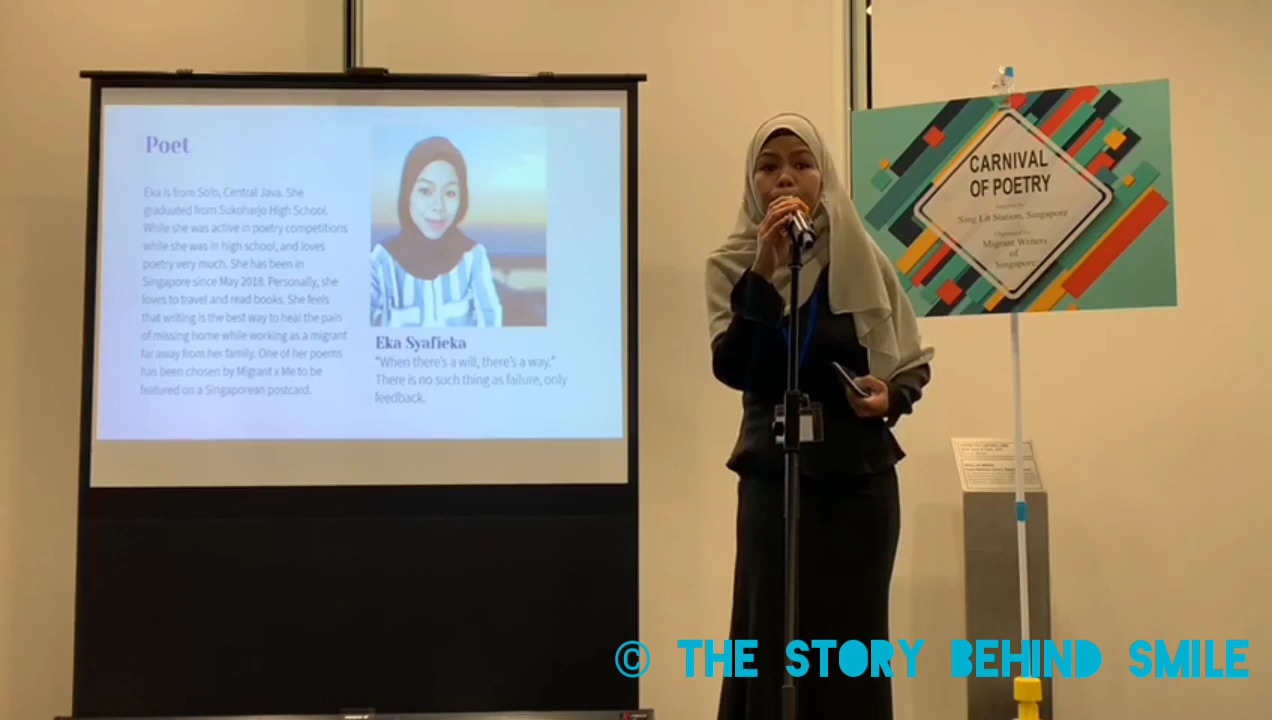 Poet
Eka is from Solo, Central Java. She
graduated from Sukoharjo High School.
While she was active in poetry competitions
while she was in high school, and loves
poetry very much. She has been in
Singapore since May 2018. Personally, she
loves to travel and read books. She feels
that writing is the best way to heal the pain
of missing home while working as a migrant
far away from her family. One of her poems
has been chosen by Migrant x Me to be
featured on a Singaporean postcard.
Eka Syafieka
"When there's a will, there's a way."
There is no such thing as failure, only
feedback.
CARNIVAL
OF POETRY
Sing Lit Station, Singapore
Organised by
Migrant Writers
of
Singapore
© THE STORY BEHIND SMILE